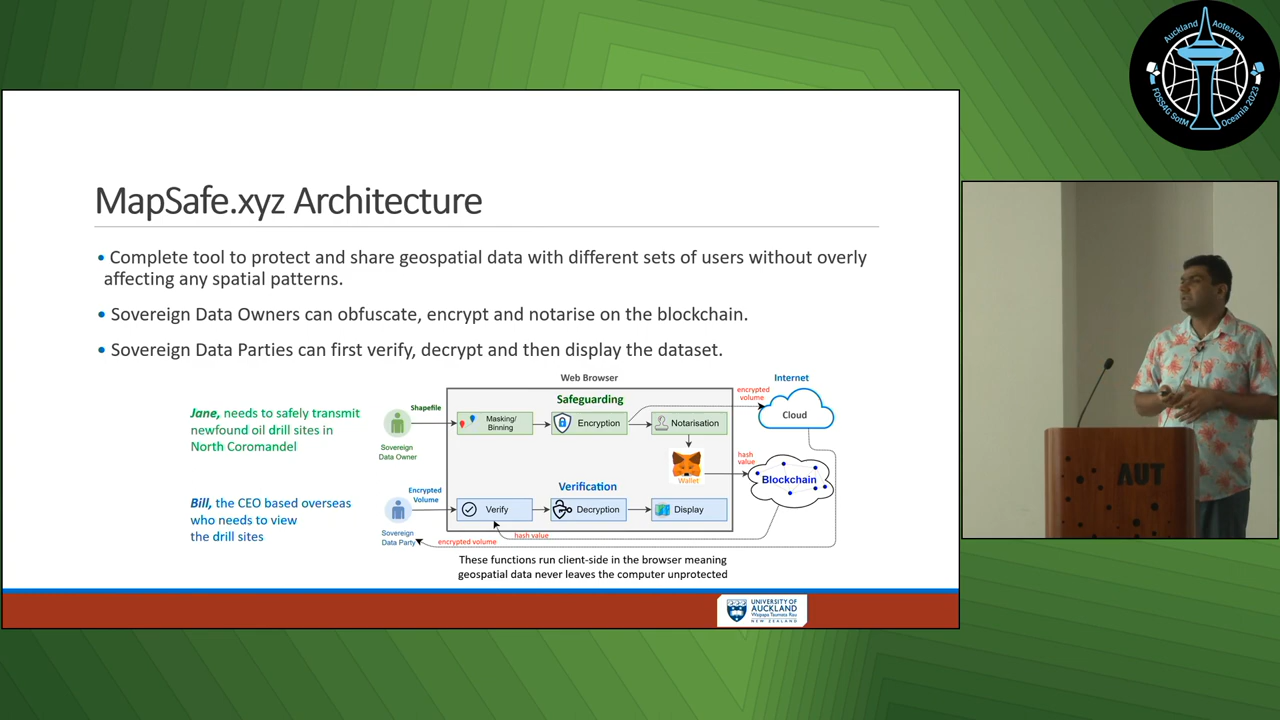 Auckland Aotearoa
FOSS4G SotM Oceania 2023
MapSafe.xyz Architecture
• Complete tool to protect and share geospatial data with different sets of users without overly
affecting any spatial patterns.
• Sovereign Data Owners can obfuscate, encrypt and notarise on the blockchain.
• Sovereign Data Parties can first verify, decrypt and then display the dataset.
Web Browser
Internet
Jane, needs to safely transmit
newfound oil drill sites in
North Coromandel
Shapefile
Sovereign
Data Owner
Safeguarding
Masking/
Binning
Encryption
Notarisation
encrypted
volume
Cloud
Wallet
hash
value
Blockchain
Bill, the CEO based overseas
who needs to view
the drill sites
Encrypted
Volume
Sovereign
Data Party
Verification
Verify
Decryption
Display
encrypted volume
hash value
These functions run client-side in the browser meaning
geospatial data never leaves the computer unprotected
UNIVERSITY OF
AUCKLAND
Waipapa Taumata Rau
NEW ZEALAND
AUT